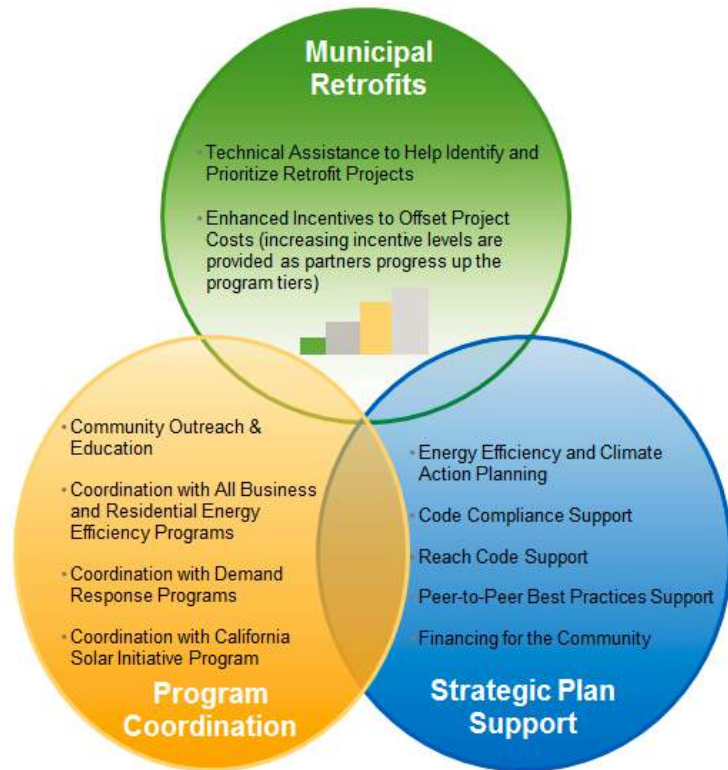 Municipal
Retrofits
• Technical Assistance to Help Identify and
Prioritize Retrofit Projects
• Enhanced Incentives to Offset Project
Costs (increasing incentive levels are
provided as partners progress up the
program tiers)
• Community Outreach &
Education
• Coordination with All Business
and Residential Energy
Efficiency Programs
• Coordination with Demand
Response Programs
• Coordination with California
Solar Initiative Program
Program
Coordination
• Energy Efficiency and Climate
Action Planning
• Code Compliance Support
• Reach Code Support
• Peer-to-Peer Best Practices Support
• Financing for the Community
Strategic Plan
Support